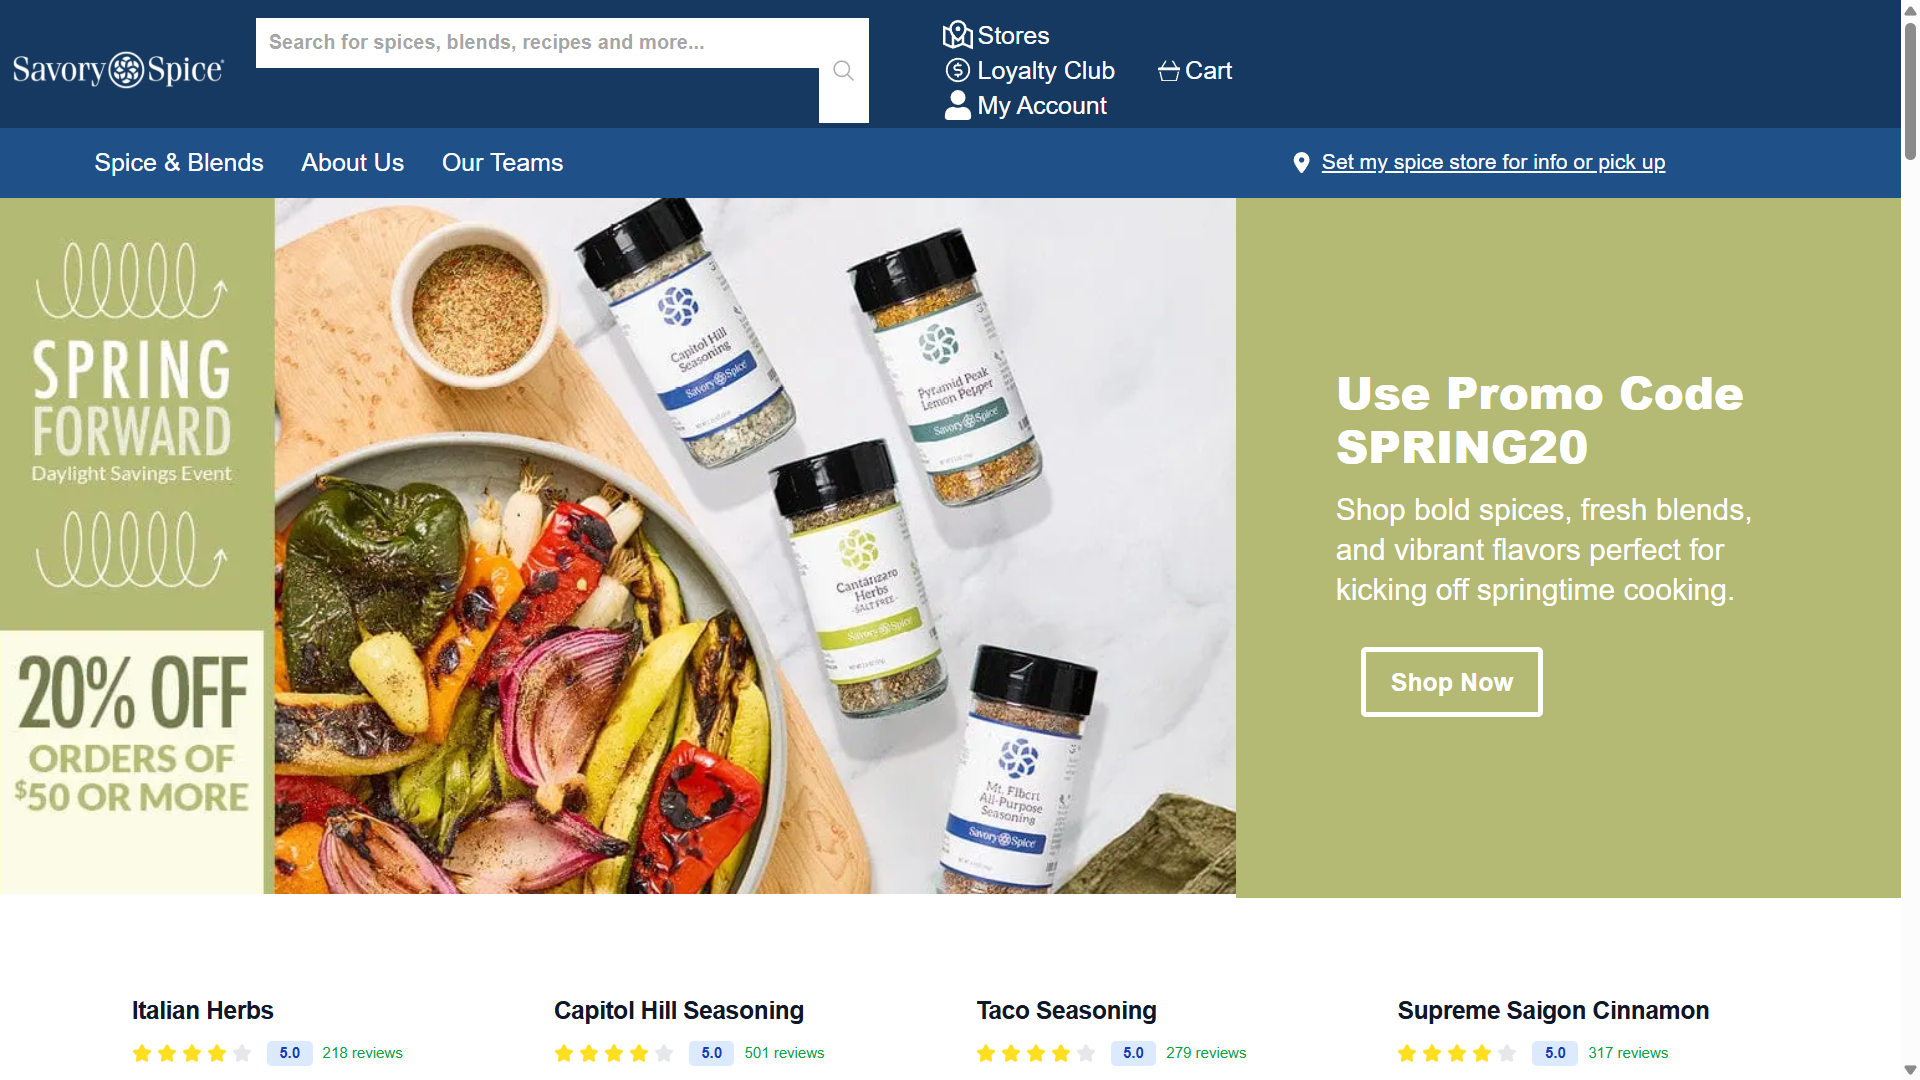 Savory Spice
Search for spices, blends, recipes and more...
Stores
Loyalty Club
My Account
Cart
Spice & Blends
About Us
Our Teams
Set my spice store for info or pick up
SPRING
FORWARD
Daylight Savings Event
20% OFF
ORDERS OF
$50 OR MORE
Capitol Hill
Seasoning
Savory Spice
Pyramid Peak
Lemon Pepper
Savory Spice
Cantanzaro
Herbs
-SALT FREE-
Savory Spice
Mt. Elbert
All-Purpose
Seasoning
Savory Spice
Use Promo Code
SPRING20
Shop bold spices, fresh blends,
and vibrant flavors perfect for
kicking off springtime cooking.
Shop Now
Italian Herbs
5.0 218 reviews
Capitol Hill Seasoning
5.0 501 reviews
Taco Seasoning
5.0 279 reviews
Supreme Saigon Cinnamon
5.0 317 reviews